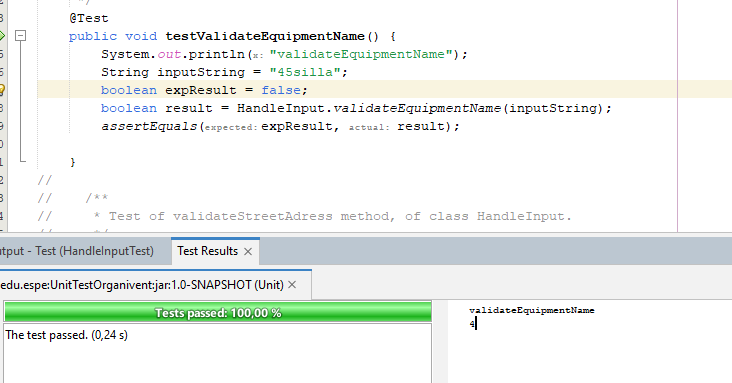 */
@Test
public void testValidateEquipmentName() {
System.out.println(x: "validateEquipmentName");
String inputString = "45silla";
boolean expResult = false;
boolean result = HandleInput.validateEquipmentName(inputString);
assertEquals(expected: expResult, actual: result);
}
//
// /**
// * Test of validateStreetAdress method, of class HandleInput.
// */
utput - Test (HandleInputTest)
Test Results ×
edu.espe:UnitTestOrganivent:jar:1.0-SNAPSHOT (Unit) ×
Tests passed: 100,00 %
The test passed. (0,24 s)
validateEquipmentName
4